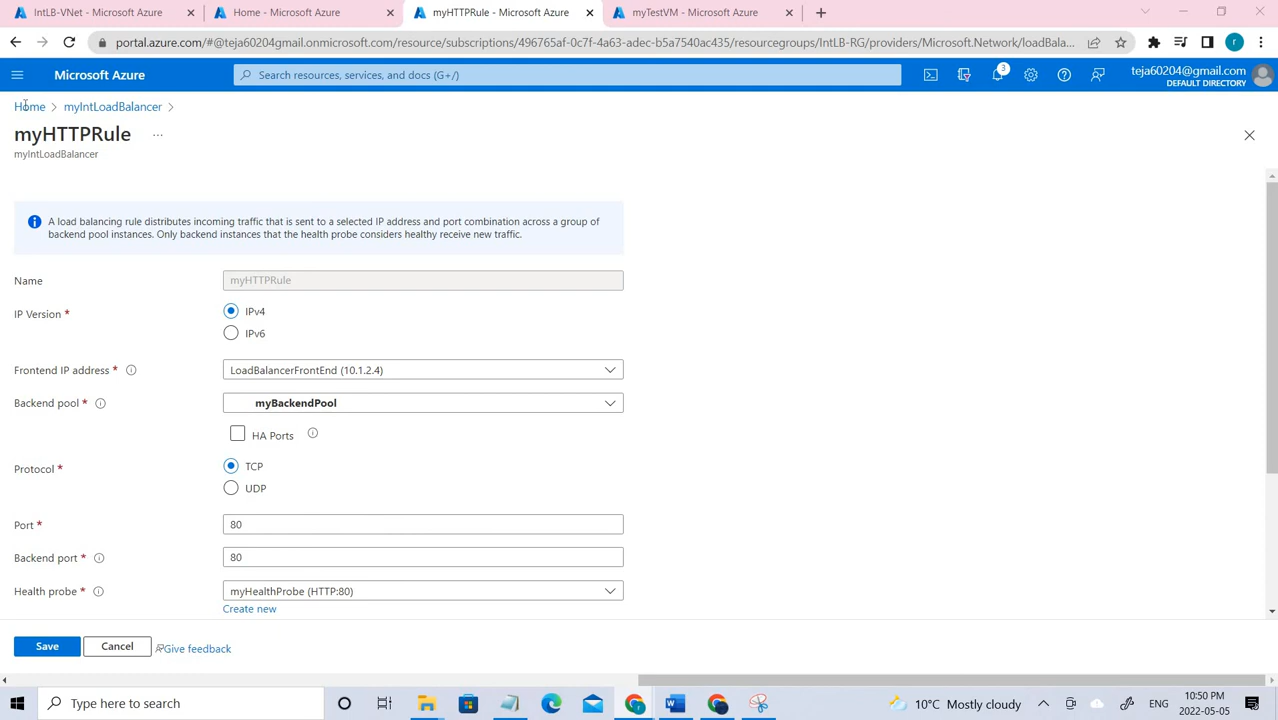 IntLB-VNet - Microsoft Azure
Home - Microsoft Azure
myHTTPRule - Microsoft Azure
myTestVM - Microsoft Azure
portal.azure.com/#@teja60204gmail.onmicrosoft.com/resource/subscriptions/496765af-0c7f-4a63-adec-b5a7540ac435/resourcegroups/IntLB-RG/providers/Microsoft.Network/loadBala...
r
Microsoft Azure
Search resources, services, and docs (G+/)
3
teja60204@gmail.com
DEFAULT DIRECTORY
Home > myIntLoadBalancer >
myHTTPRule ...
myIntLoadBalancer
A load balancing rule distributes incoming traffic that is sent to a selected IP address and port combination across a group of
backend pool instances. Only backend instances that the health probe considers healthy receive new traffic.
Name
myHTTPRule
IP Version *
IPv4
IPv6
Frontend IP address *
LoadBalancerFrontEnd (10.1.2.4)
Backend pool *
myBackendPool
HA Ports
Protocol *
TCP
UDP
Port *
80
Backend port *
80
Health probe *
myHealthProbe (HTTP:80)
Create new
Save
Cancel
Give feedback
Type here to search
10°C Mostly cloudy
ENG
10:50 PM
2022-05-05